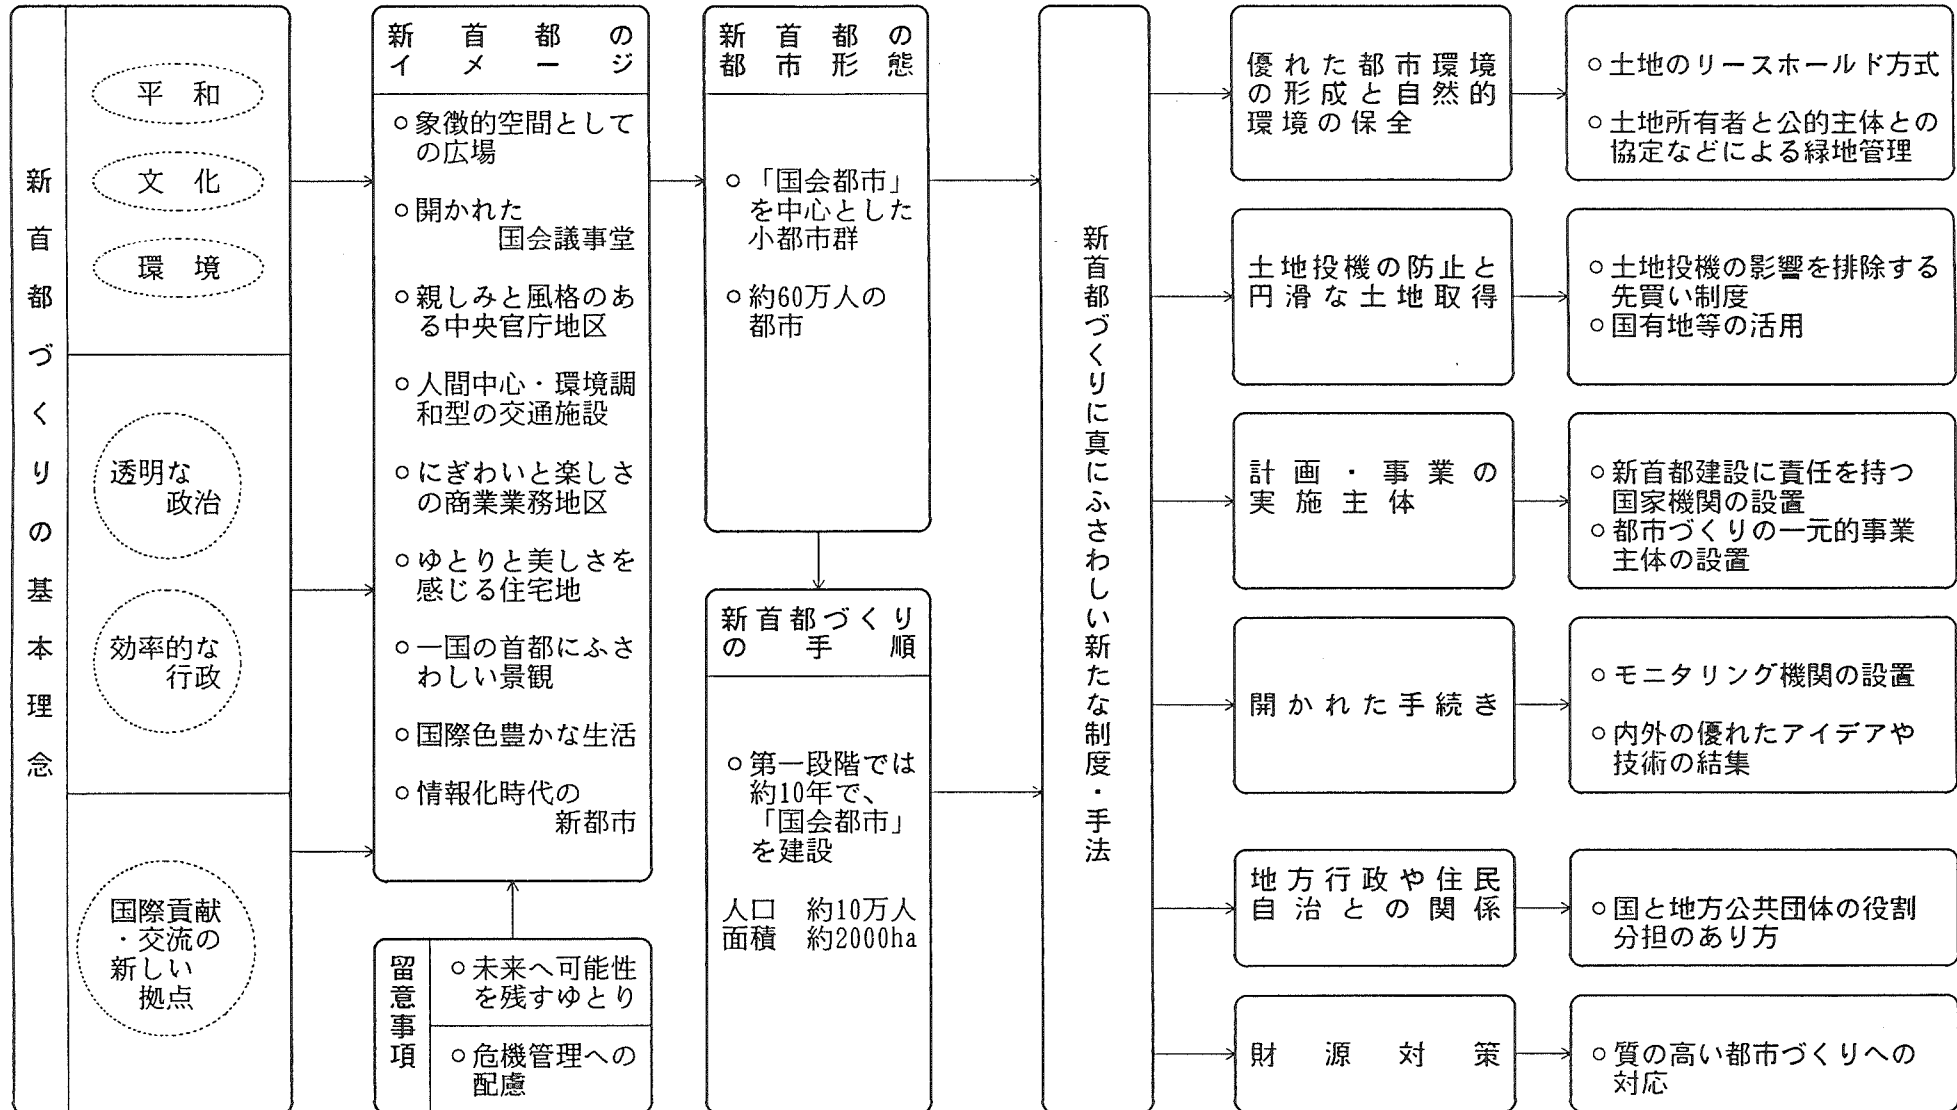 新首都づくりの基本理念
平 和
文 化
環 境
透明な
政治
効率的な
行政
国際貢献
・交流の
新しい
拠点
新首都の
イメージ
○象徴的空間として
の広場
○開かれた
国会議事堂
○親しみと風格のあ
る中央官庁地区
○人間中心・環境調
和型の交通施設
○にぎわいと楽しさ
の商業業務地区
○ゆとりと美しさを
感じる住宅地
○一国の首都にふさ
わしい景観
○国際色豊かな生活
○情報化時代の
新都市
留意事項
○未来へ可能性
を残すゆとり
○危機管理への
配慮
新首都の
都市形態
○「国会都市」
を中心とした
小都市群
○約60万人の
都市
新首都づくり
の手順
○第一段階では
約10年で、
「国会都市」
を建設
人口 約10万人
面積 約2000ha
新首都づくりに真にふさわしい新たな制度・手法
優れた都市環境
の形成と自然的
環境の保全
○土地のリースホールド方式
○土地所有者と公的主体との
協定などによる緑地管理
土地投機の防止と
円滑な土地取得
○土地投機の影響を排除する
先買い制度
○国有地等の活用
計画・事業の
実施主体
○新首都建設に責任を持つ
国家機関の設置
○都市づくりの一元的事業
主体の設置
開かれた手続き
○モニタリング機関の設置
○内外の優れたアイデアや
技術の結集
地方行政や住民
自治との関係
○国と地方公共団体の役割
分担のあり方
財源対策
○質の高い都市づくりへの
対応